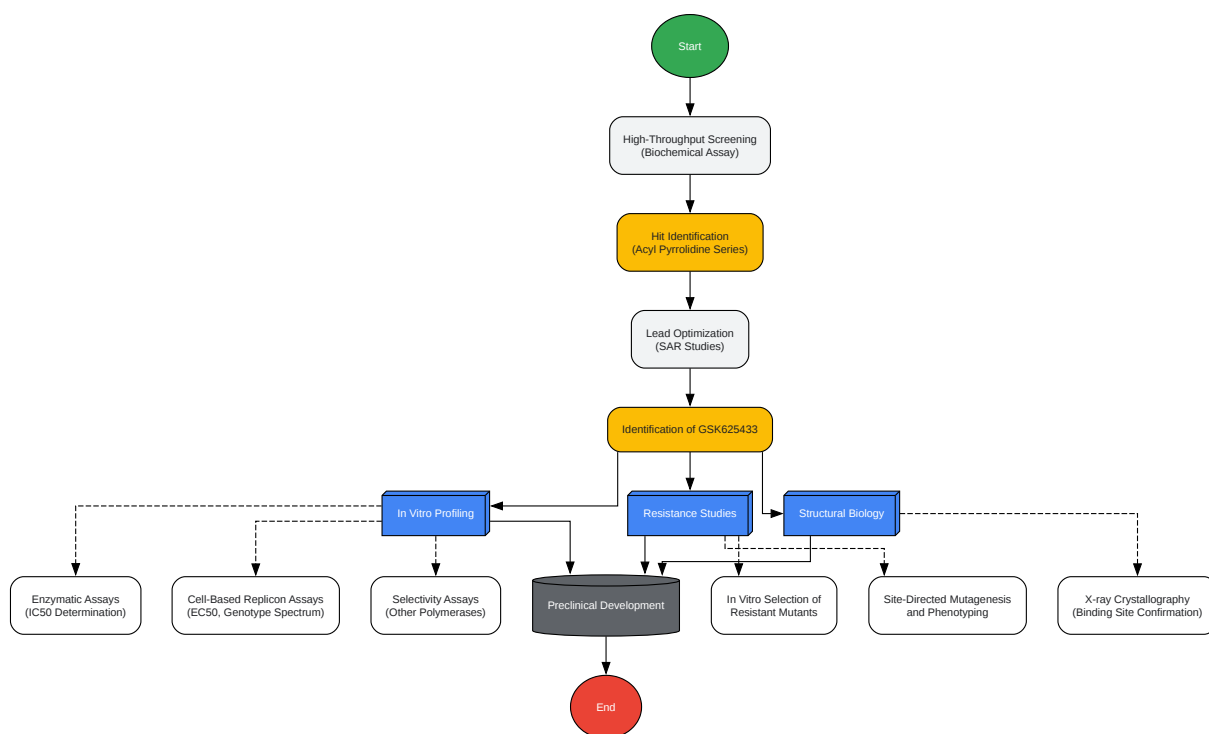 Start
High-Throughput Screening
(Biochemical Assay)
Hit Identification
(Acyl Pyrrolidine Series)
Lead Optimization
(SAR Studies)
Identification of GSK625433
In Vitro Profiling
Resistance Studies
Structural Biology
Enzymatic Assays
(IC50 Determination)
Cell-Based Replicon Assays
(EC50, Genotype Spectrum)
Selectivity Assays
(Other Polymerases)
Preclinical Development
In Vitro Selection of
Resistant Mutants
Site-Directed Mutagenesis
and Phenotyping
X-ray Crystallography
(Binding Site Confirmation)
End